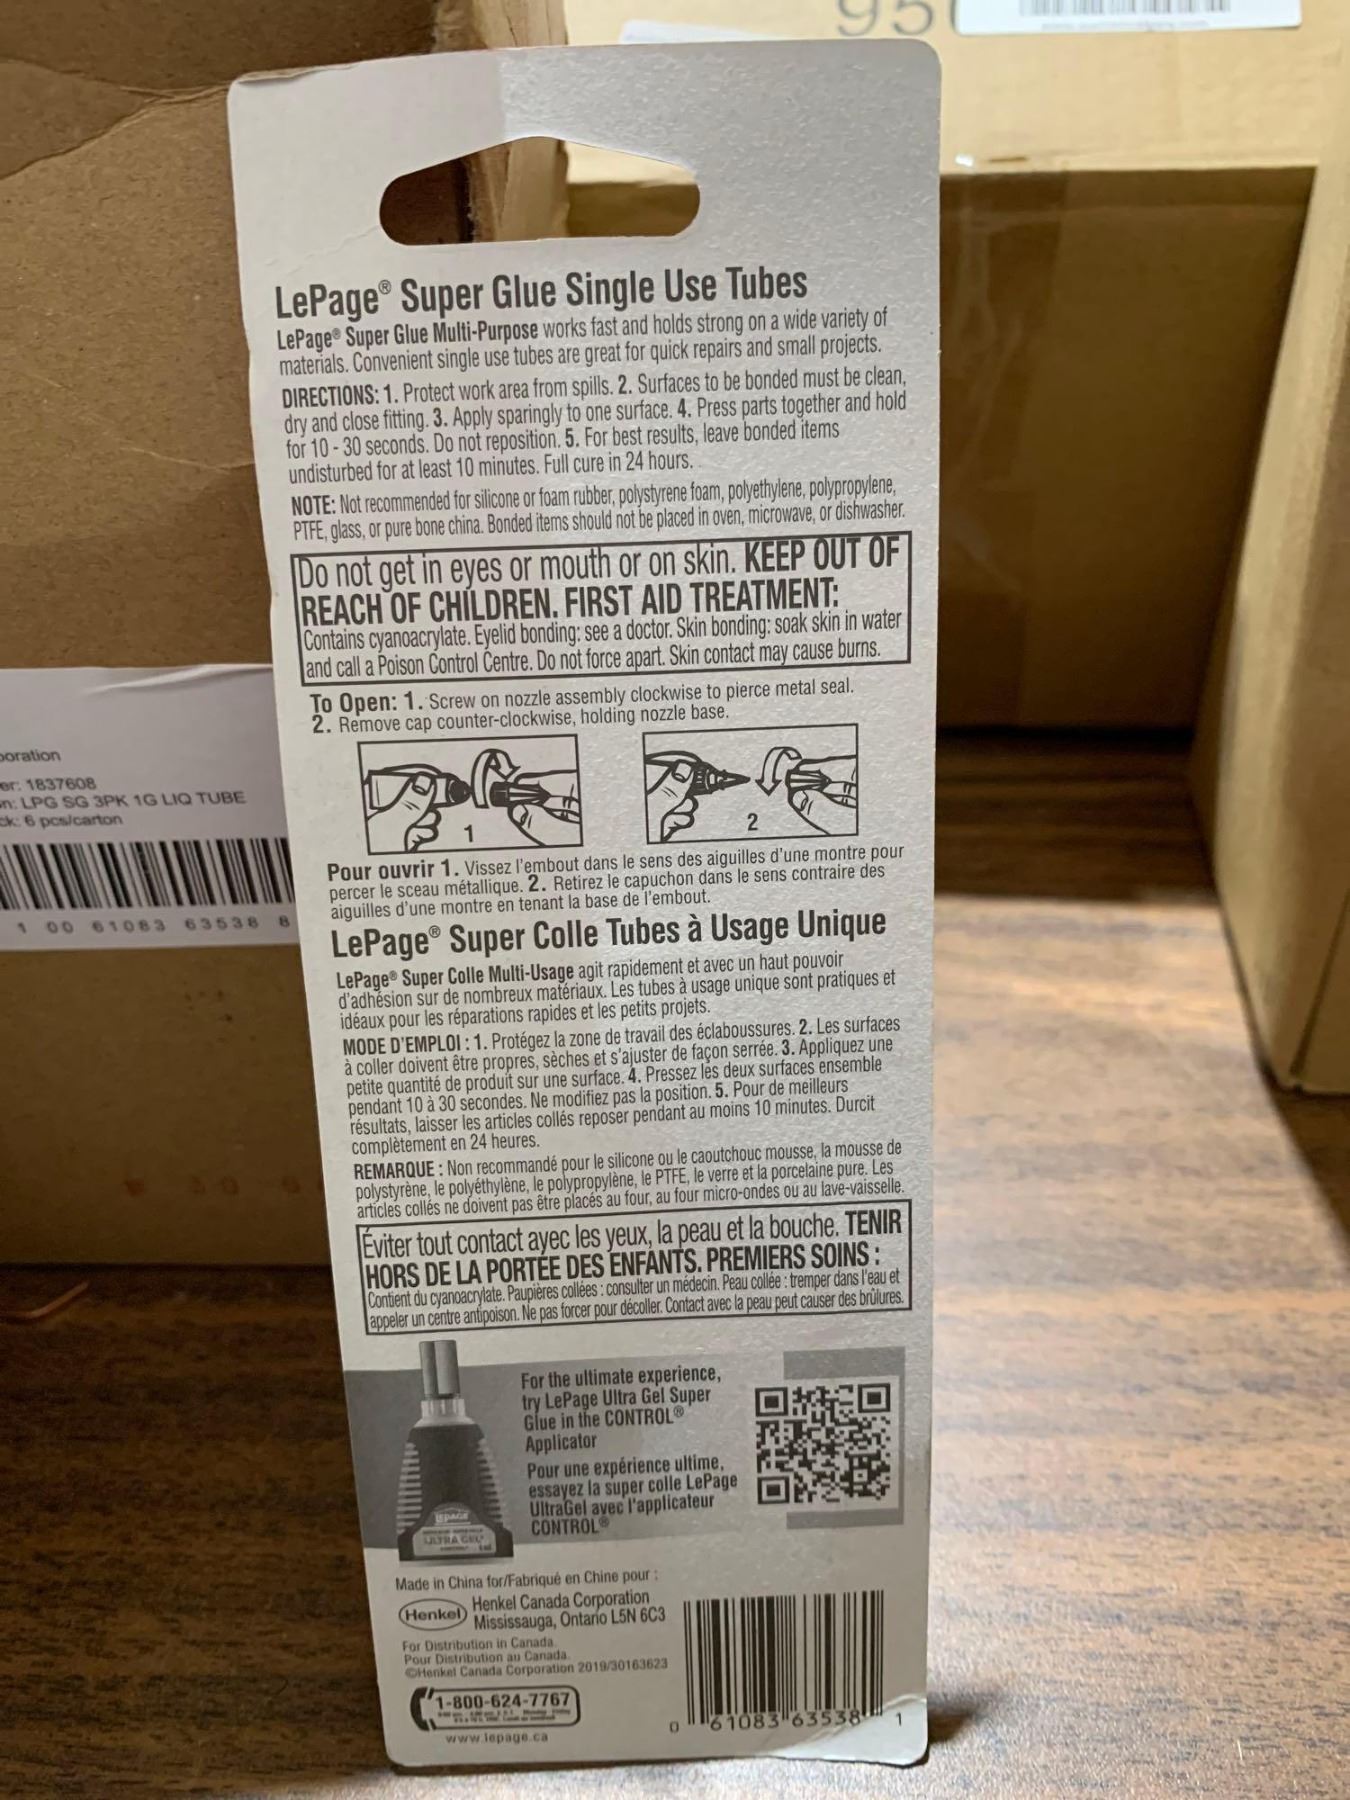 950
LePage® Super Glue Single Use Tubes
LePage® Super Glue Multi-Purpose works fast and holds strong on a wide variety of
materials. Convenient single use tubes are great for quick repairs and small projects.
DIRECTIONS: 1. Protect work area from spills. 2. Surfaces to be bonded must be clean,
dry and close fitting. 3. Apply sparingly to one surface. 4. Press parts together and hold
for 10 - 30 seconds. Do not reposition. 5. For best results, leave bonded items
undisturbed for at least 10 minutes. Full cure in 24 hours.
NOTE: Not recommended for silicone or foam rubber, polystyrene foam, polyethylene, polypropylene,
PTFE, glass, or pure bone china. Bonded items should not be placed in oven, microwave, or dishwasher.
Do not get in eyes or mouth or on skin. KEEP OUT OF
REACH OF CHILDREN. FIRST AID TREATMENT:
Contains cyanoacrylate. Eyelid bonding: see a doctor. Skin bonding: soak skin in water
and call a Poison Control Centre. Do not force apart. Skin contact may cause burns.
To Open: 1. Screw on nozzle assembly clockwise to pierce metal seal.
2. Remove cap counter-clockwise, holding nozzle base.
1
2
Pour ouvrir 1. Vissez l'embout dans le sens des aiguilles d'une montre pour
percer le sceau métallique. 2. Retirez le capuchon dans le sens contraire des
aiguilles d'une montre en tenant la base de l'embout.
LePage® Super Colle Tubes à Usage Unique
LePage® Super Colle Multi-Usage agit rapidement et avec un haut pouvoir
d'adhésion sur de nombreux matériaux. Les tubes à usage unique sont pratiques et
idéaux pour les réparations rapides et les petits projets.
MODE D'EMPLOI : 1. Protégez la zone de travail des éclaboussures. 2. Les surfaces
à coller doivent être propres, sèches et s'ajuster de façon serrée. 3. Appliquez une
petite quantité de produit sur une surface. 4. Pressez les deux surfaces ensemble
pendant 10 à 30 secondes. Ne modifiez pas la position. 5. Pour de meilleurs
résultats, laisser les articles collés reposer pendant au moins 10 minutes. Durcit
complètement en 24 heures.
REMARQUE : Non recommandé pour le silicone ou le caoutchouc mousse, la mousse de
polystyrène, le polyéthylène, le polypropylène, le PTFE, le verre et la porcelaine pure. Les
articles collés ne doivent pas être placés au four, au four micro-ondes ou au lave-vaisselle.
Éviter tout contact avec les yeux, la peau et la bouche. TENIR
HORS DE LA PORTÉE DES ENFANTS. PREMIERS SOINS :
Contient du cyanoacrylate. Paupières collées : consulter un médecin. Peau collée : tremper dans l'eau et
appeler un centre antipoison. Ne pas forcer pour décoller. Contact avec la peau peut causer des brûlures.
For the ultimate experience,
try LePage Ultra Gel Super
Glue in the CONTROL®
Applicator
Pour une expérience ultime,
essayez la super colle LePage
UltraGel avec l'applicateur
CONTROL®
LEPAGE
ULTRA GEL
Made in China for/Fabriqué en Chine pour :
Henkel
Henkel Canada Corporation
Mississauga, Ontario L5N 6C3
For Distribution in Canada.
Pour Distribution au Canada.
©Henkel Canada Corporation 2019/30163623
1-800-624-7767
www.lepage.ca
0 61083 63538 1
poration
er: 1837608
n: LPG SG 3PK 1G LIQ TUBE
ck: 6 pcs/carton
1 00 61083 63538 8